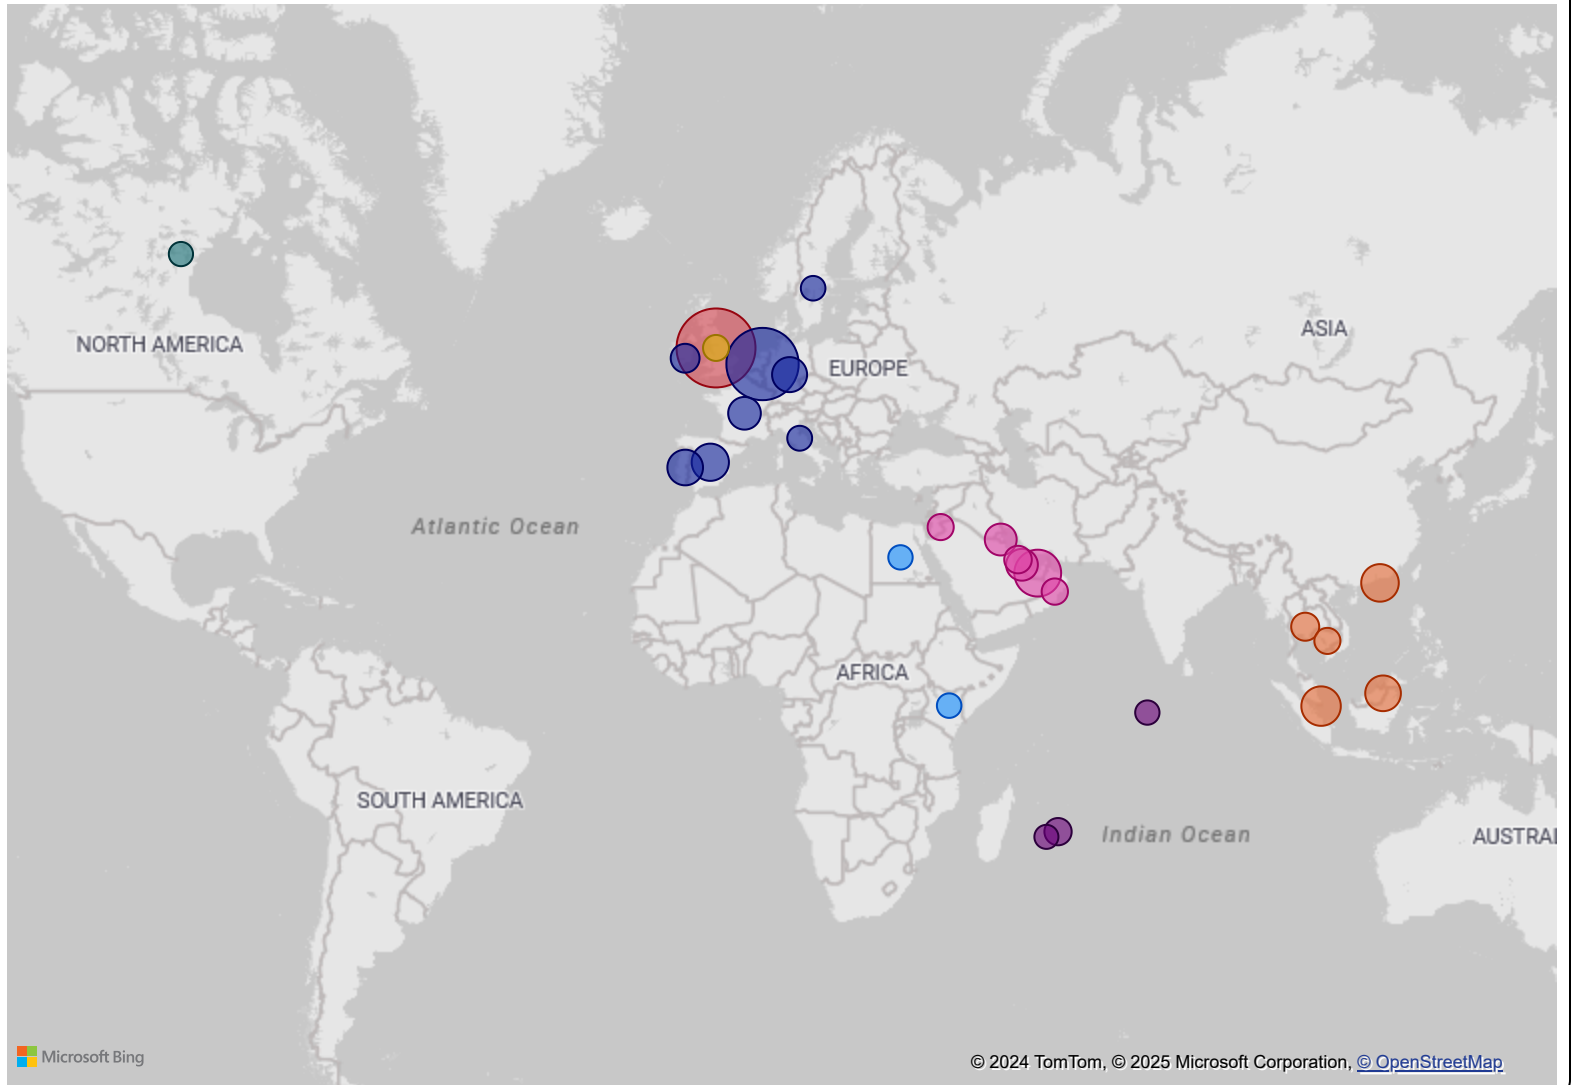 NORTH AMERICA
ASIA
EUROPE
Atlantic Ocean
AFRICA
SOUTH AMERICA
Indian Ocean
AUSTRAL
Microsoft Bing
© 2024 TomTom, © 2025 Microsoft Corporation, © OpenStreetMap